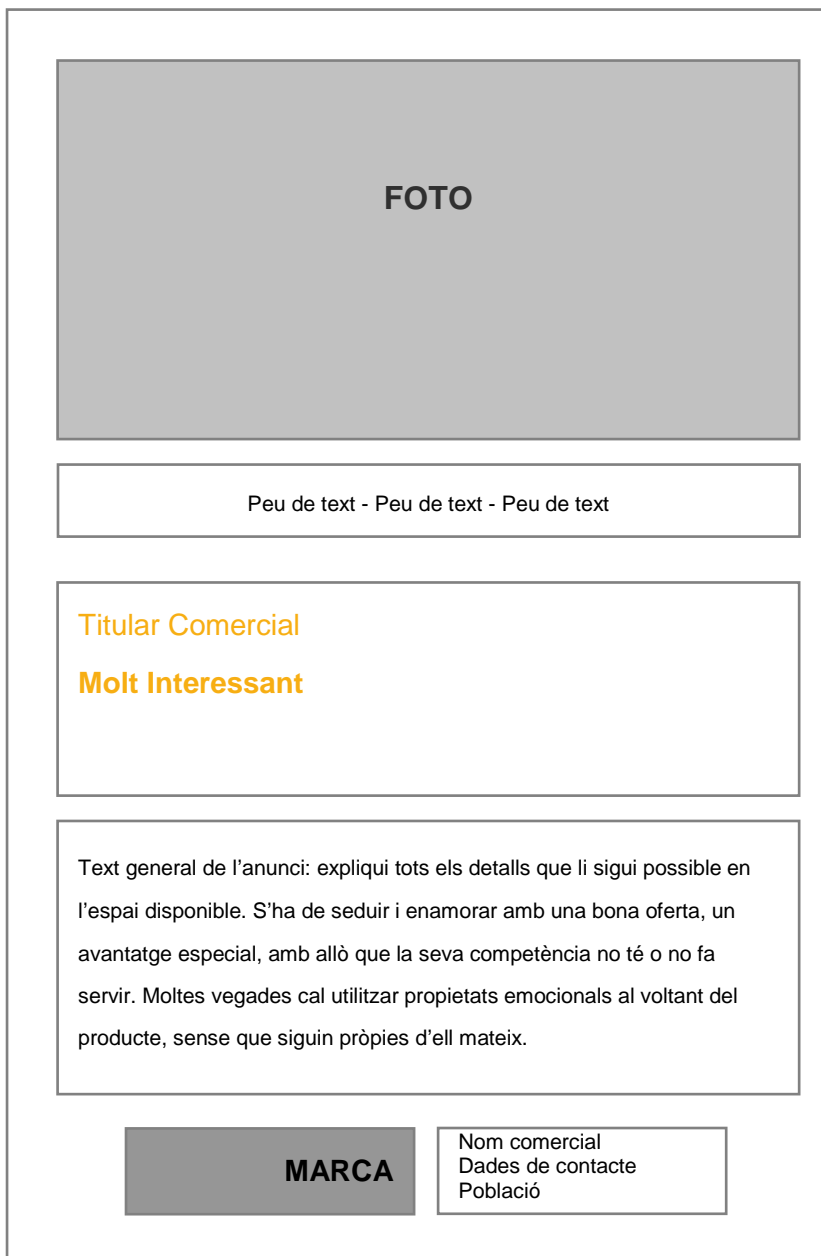 FOTO
Peu de text - Peu de text - Peu de text
Titular Comercial
Molt Interessant
Text general de l’anunci: expliqui tots els detalls que li sigui possible en
l’espai disponible. S’ha de seduir i enamorar amb una bona oferta, un
avantatge especial, amb allò que la seva competència no té o no fa
servir. Moltes vegades cal utilitzar propietats emocionals al voltant del
producte, sense que siguin pròpies d’ell mateix.
MARCA
Nom comercial
Dades de contacte
Població